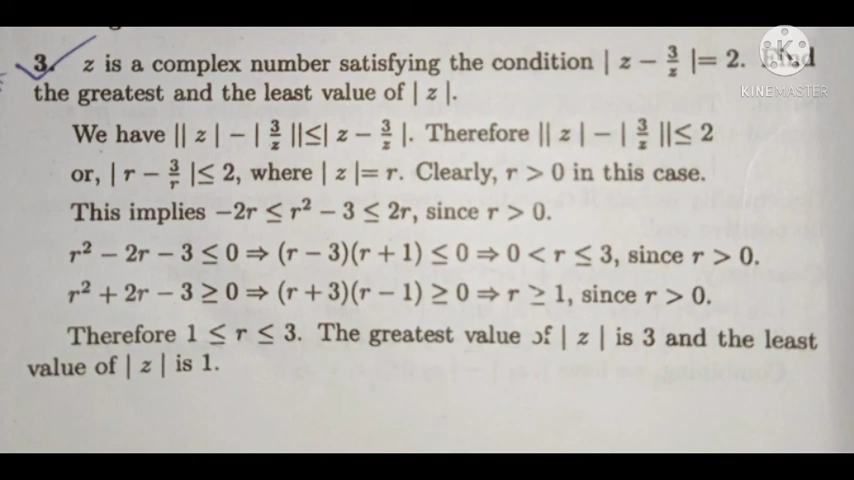 3. z is a complex number satisfying the condition | z − 3/z |= 2. Find
the greatest and the least value of | z |.
We have || z | − | 3/z ||≤| z − 3/z |. Therefore || z | − | 3/z ||≤ 2
or, | r − 3/r |≤ 2, where | z |= r. Clearly, r > 0 in this case.
This implies −2r ≤ r² − 3 ≤ 2r, since r > 0.
r² − 2r − 3 ≤ 0 ⇒ (r − 3)(r + 1) ≤ 0 ⇒ 0 < r ≤ 3, since r > 0.
r² + 2r − 3 ≥ 0 ⇒ (r + 3)(r − 1) ≥ 0 ⇒ r ≥ 1, since r > 0.
Therefore 1 ≤ r ≤ 3. The greatest value of | z | is 3 and the least
value of | z | is 1.
K
KINEMASTER